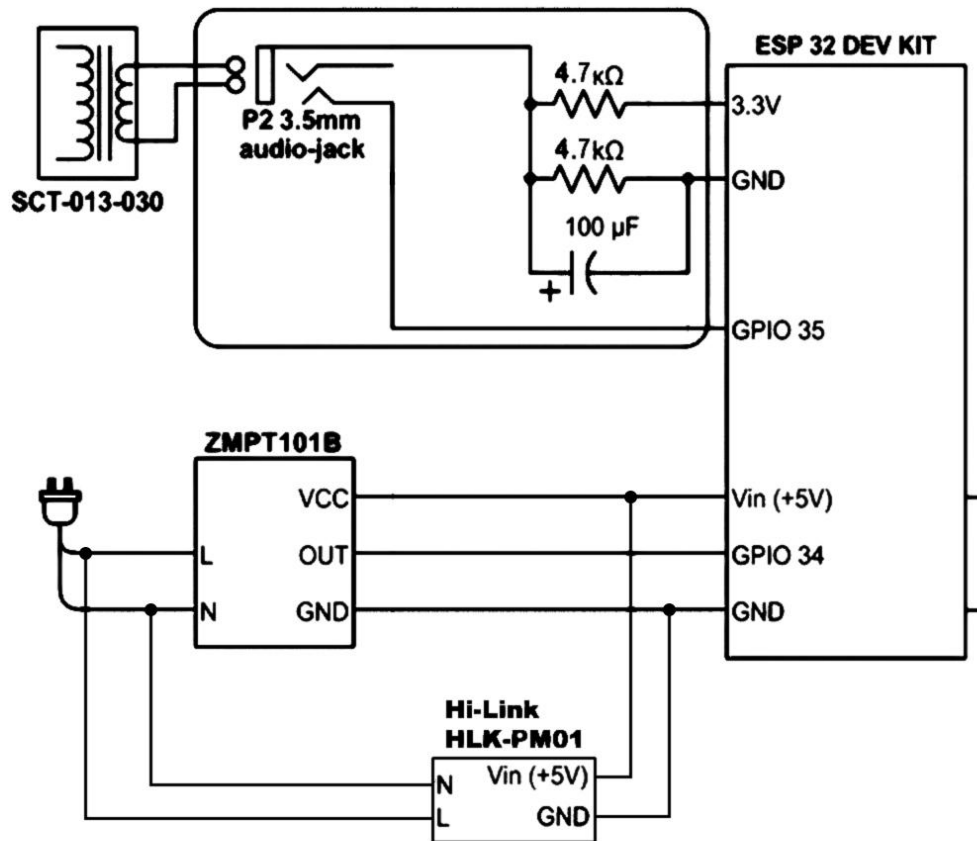 SCT-013-030
P2 3.5mm
audio-jack
4.7kΩ
4.7kΩ
100 µF
+
ESP 32 DEV KIT
3.3V
GND
GPIO 35
Vin (+5V)
GPIO 34
GND
ZMPT101B
VCC
L
OUT
N
GND
Hi-Link
HLK-PM01
N
Vin (+5V)
L
GND